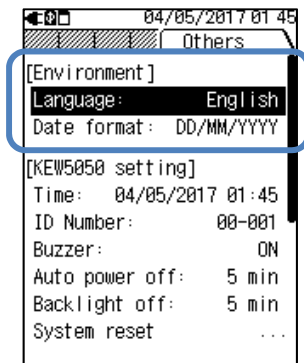 04/05/2017 01 45
Others
[Environment]
Language: English
Date format: DD/MM/YYYY
[KEW5050 setting]
Time: 04/05/2017 01:45
ID Number: 00-001
Buzzer: ON
Auto power off: 5 min
Backlight off: 5 min
System reset ...